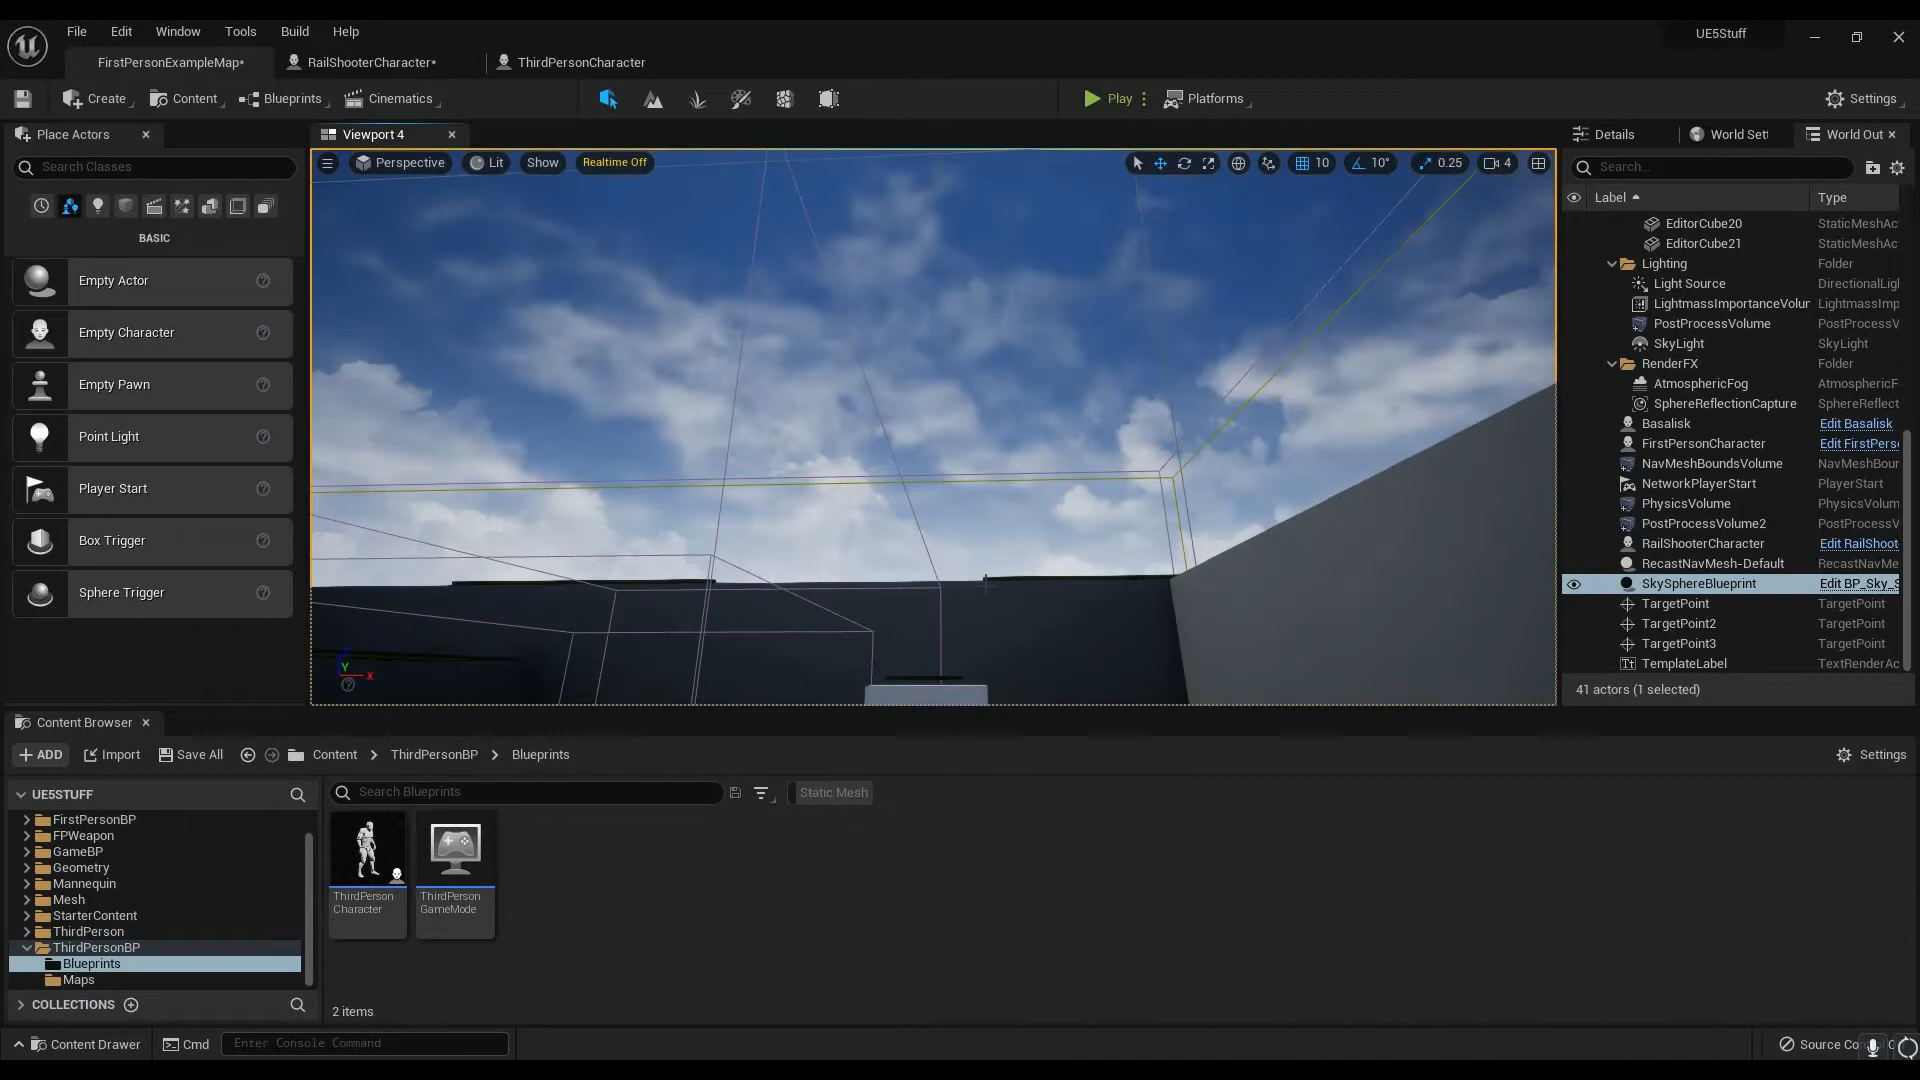 File Edit Window Tools Build Help
UE5Stuff
FirstPersonExampleMap* RailShooterCharacter* ThirdPersonCharacter
Create Content Blueprints Cinematics Play Platforms Settings
Place Actors
Search Classes
BASIC
Empty Actor
Empty Character
Empty Pawn
Point Light
Player Start
Box Trigger
Sphere Trigger
Viewport 4
Perspective Lit Show Realtime Off 10 10° 0.25 4
Z
Y
X
Details World Set World Out
Search...
Label Type
EditorCube20 StaticMeshAc
EditorCube21 StaticMeshAc
Lighting Folder
Light Source DirectionalLigh
LightmassImportanceVolum LightmassImp
PostProcessVolume PostProcessV
SkyLight SkyLight
RenderFX Folder
AtmosphericFog AtmosphericFo
SphereReflectionCapture SphereReflect
Basalisk Edit Basalisk
FirstPersonCharacter Edit FirstPerso
NavMeshBoundsVolume NavMeshBoun
NetworkPlayerStart PlayerStart
PhysicsVolume PhysicsVolum
PostProcessVolume2 PostProcessV
RailShooterCharacter Edit RailShoot
RecastNavMesh-Default RecastNavMe
SkySphereBlueprint Edit BP_Sky_S
TargetPoint TargetPoint
TargetPoint2 TargetPoint
TargetPoint3 TargetPoint
TemplateLabel TextRenderAc
41 actors (1 selected)
Content Browser
ADD Import Save All Content ThirdPersonBP Blueprints Settings
UE5STUFF
FirstPersonBP
FPWeapon
GameBP
Geometry
Mannequin
Mesh
StarterContent
ThirdPerson
ThirdPersonBP
Blueprints
Maps
COLLECTIONS
Search Blueprints Static Mesh
ThirdPerson
Character
ThirdPerson
GameMode
2 items
Content Drawer Cmd Enter Console Command Source Co